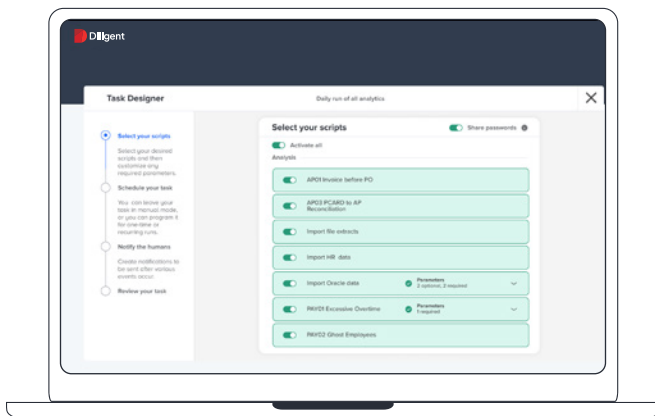 Diligent
Task Designer
Daily run of all analytics
Select your scripts
Select your desired
scripts and then
customize any
required parameters.
Schedule your task
You can leave your
task in manual mode,
or you can program it
for one-time or
recurring runs.
Notify the humans
Create notifications to
be sent after various
events occur.
Review your task
Select your scripts
Share passwords
Activate all
Analysis
AP01 Invoice before PO
AP03 PCARD to AP
Reconciliation
Import file extracts
Import HR data
Import Oracle data
Parameters
2 optional, 2 required
PAY01 Excessive Overtime
Parameters
1 required
PAY02 Ghost Employees